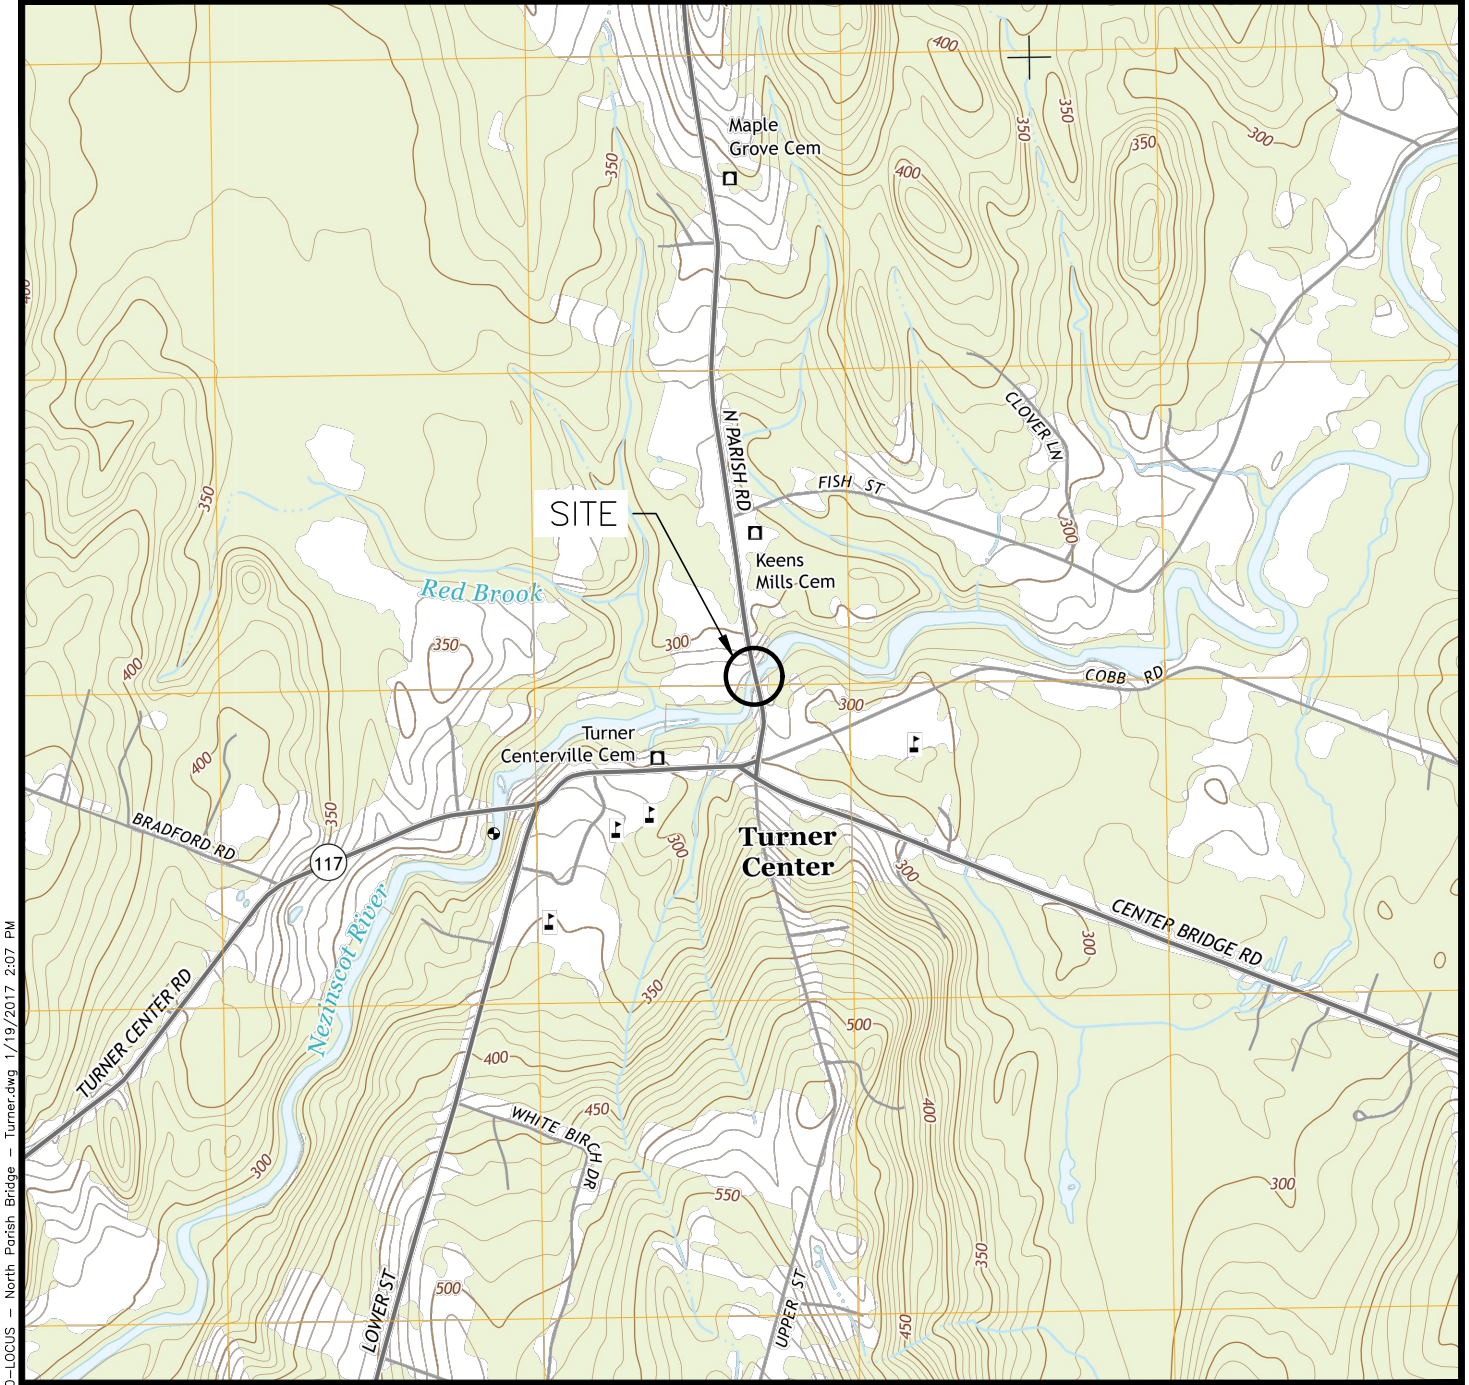 400
350
350
350
300
Maple
Grove Cem
400
400
CLOVER LN
N PARISH RD
FISH ST
350
SITE
300
Keens
Mills Cem
Red Brook
300
350
400
COBB RD
300
Turner
Centerville Cem
400
350
BRADFORD RD
117
300
Turner
Center
300
CENTER BRIDGE RD
300
Nezinscot River
TURNER CENTER RD
350
500
400
450
400
WHITE BIRCH DR
300
550
300
350
500
LOWER ST
UPPER ST
450
O-LOCUS – North Parish Bridge – Turner.dwg 1/19/2017 2:07 PM